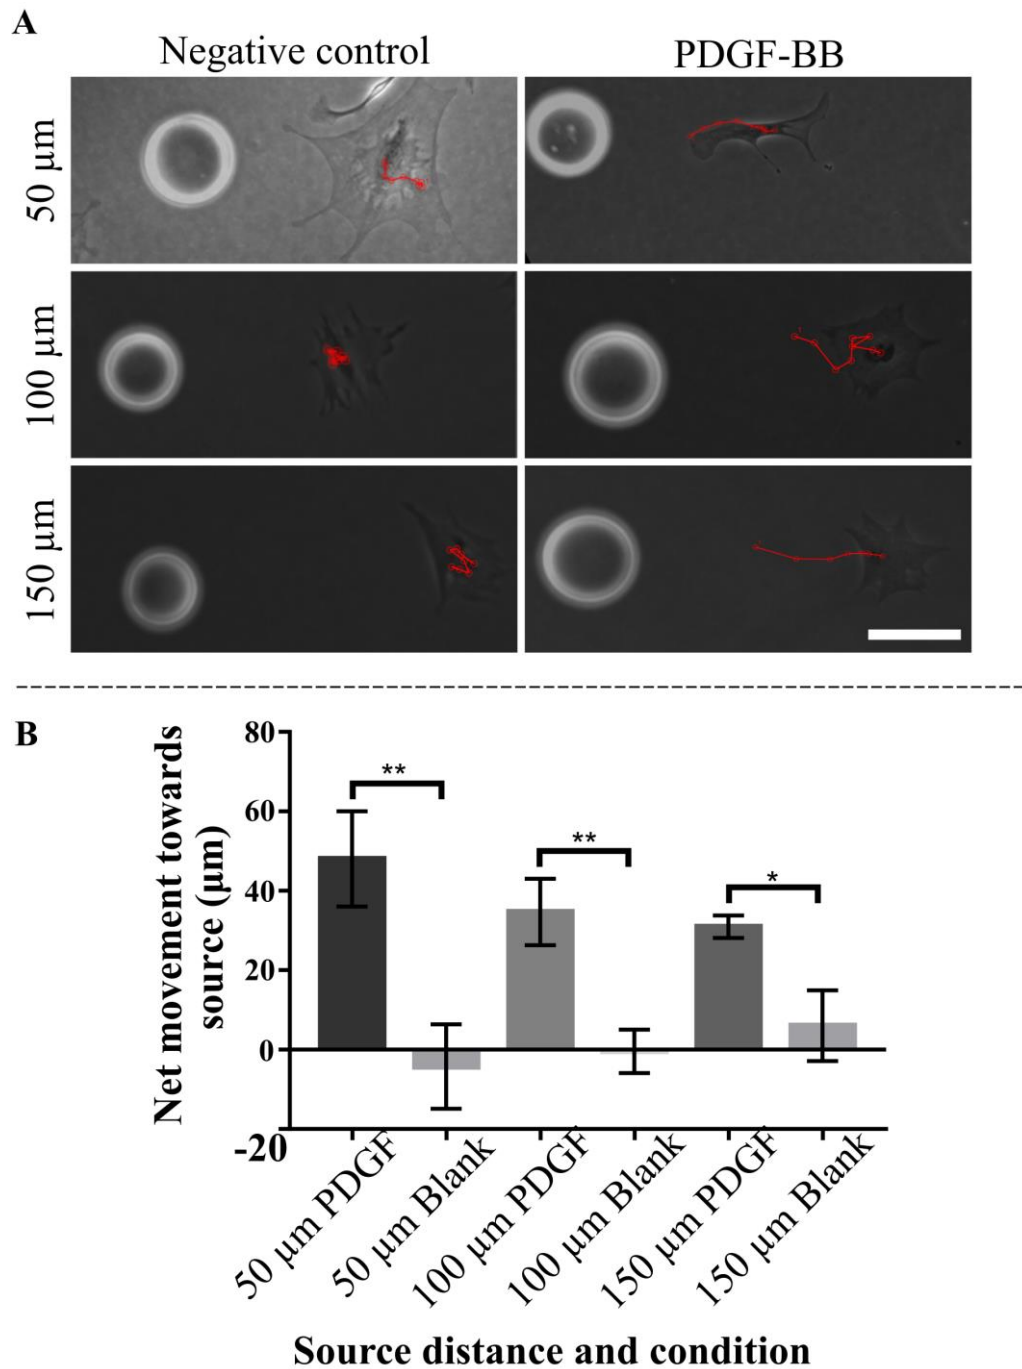 A
Negative control
PDGF-BB
50 µm
100 µm
150 µm
B
Net movement towards
source (µm)
80
60
40
20
0
-20
**
**
*
50 µm PDGF
50 µm Blank
100 µm PDGF
100 µm Blank
150 µm PDGF
150 µm Blank
Source distance and condition